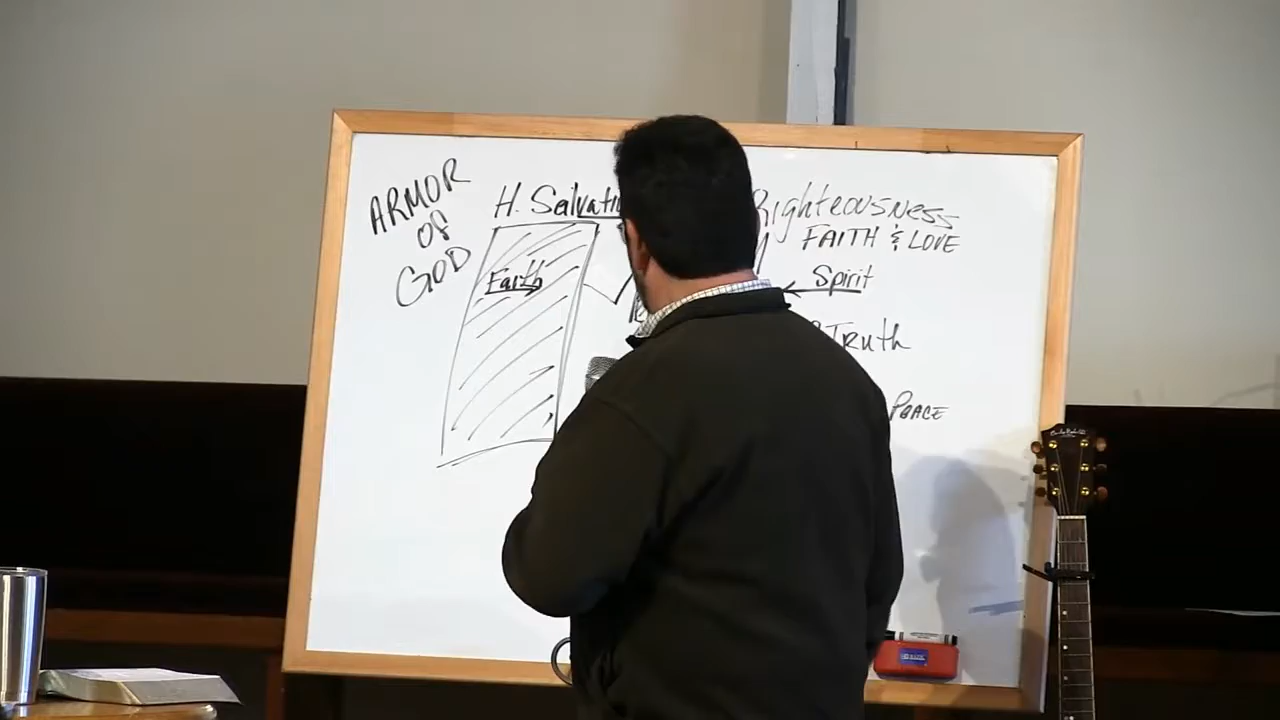 ARMOR
OF
GOD
H. Salvati
Righteousness
FAITH & LOVE
Faith
Spirit
Truth
Peace